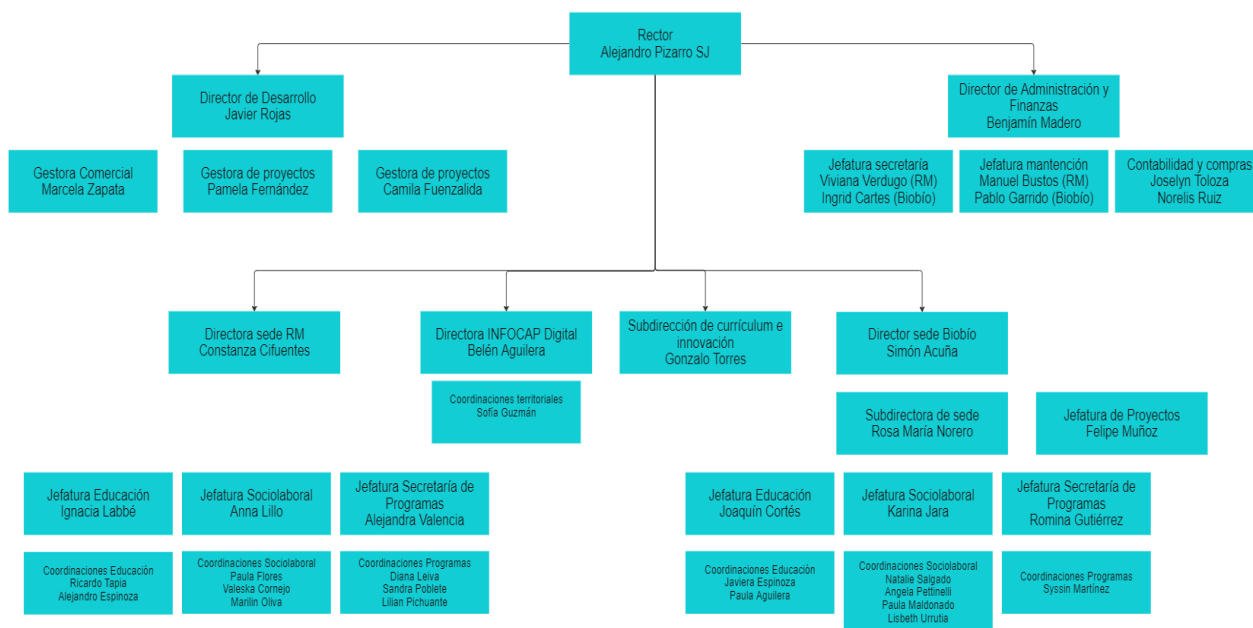 Rector
Alejandro Pizarro SJ
Director de Desarrollo
Javier Rojas
Director de Administración y
Finanzas
Benjamín Madero
Gestora Comercial
Marcela Zapata
Gestora de proyectos
Pamela Fernández
Gestora de proyectos
Camila Fuenzalida
Jefatura secretaría
Viviana Verdugo (RM)
Ingrid Cartes (Biobío)
Jefatura mantención
Manuel Bustos (RM)
Pablo Garrido (Biobío)
Contabilidad y compras
Joselyn Toloza
Norelis Ruiz
Directora sede RM
Constanza Cifuentes
Directora INFOCAP Digital
Belén Aguilera
Subdirección de currículum e
innovación
Gonzalo Torres
Director sede Biobío
Simón Acuña
Coordinaciones territoriales
Sofía Guzmán
Subdirectora de sede
Rosa María Norero
Jefatura de Proyectos
Felipe Muñoz
Jefatura Educación
Ignacia Labbé
Jefatura Sociolaboral
Anna Lillo
Jefatura Secretaría de
Programas
Alejandra Valencia
Jefatura Educación
Joaquín Cortés
Jefatura Sociolaboral
Karina Jara
Jefatura Secretaría de
Programas
Romina Gutiérrez
Coordinaciones Educación
Ricardo Tapia
Alejandro Espinoza
Coordinaciones Sociolaboral
Paula Flores
Valeska Cornejo
Marilin Oliva
Coordinaciones Programas
Diana Leiva
Sandra Poblete
Lilian Pichuante
Coordinaciones Educación
Javiera Espinoza
Paula Aguilera
Coordinaciones Sociolaboral
Natalie Salgado
Angela Pettinelli
Paula Maldonado
Lisbeth Urrutia
Coordinaciones Programas
Syssin Martínez